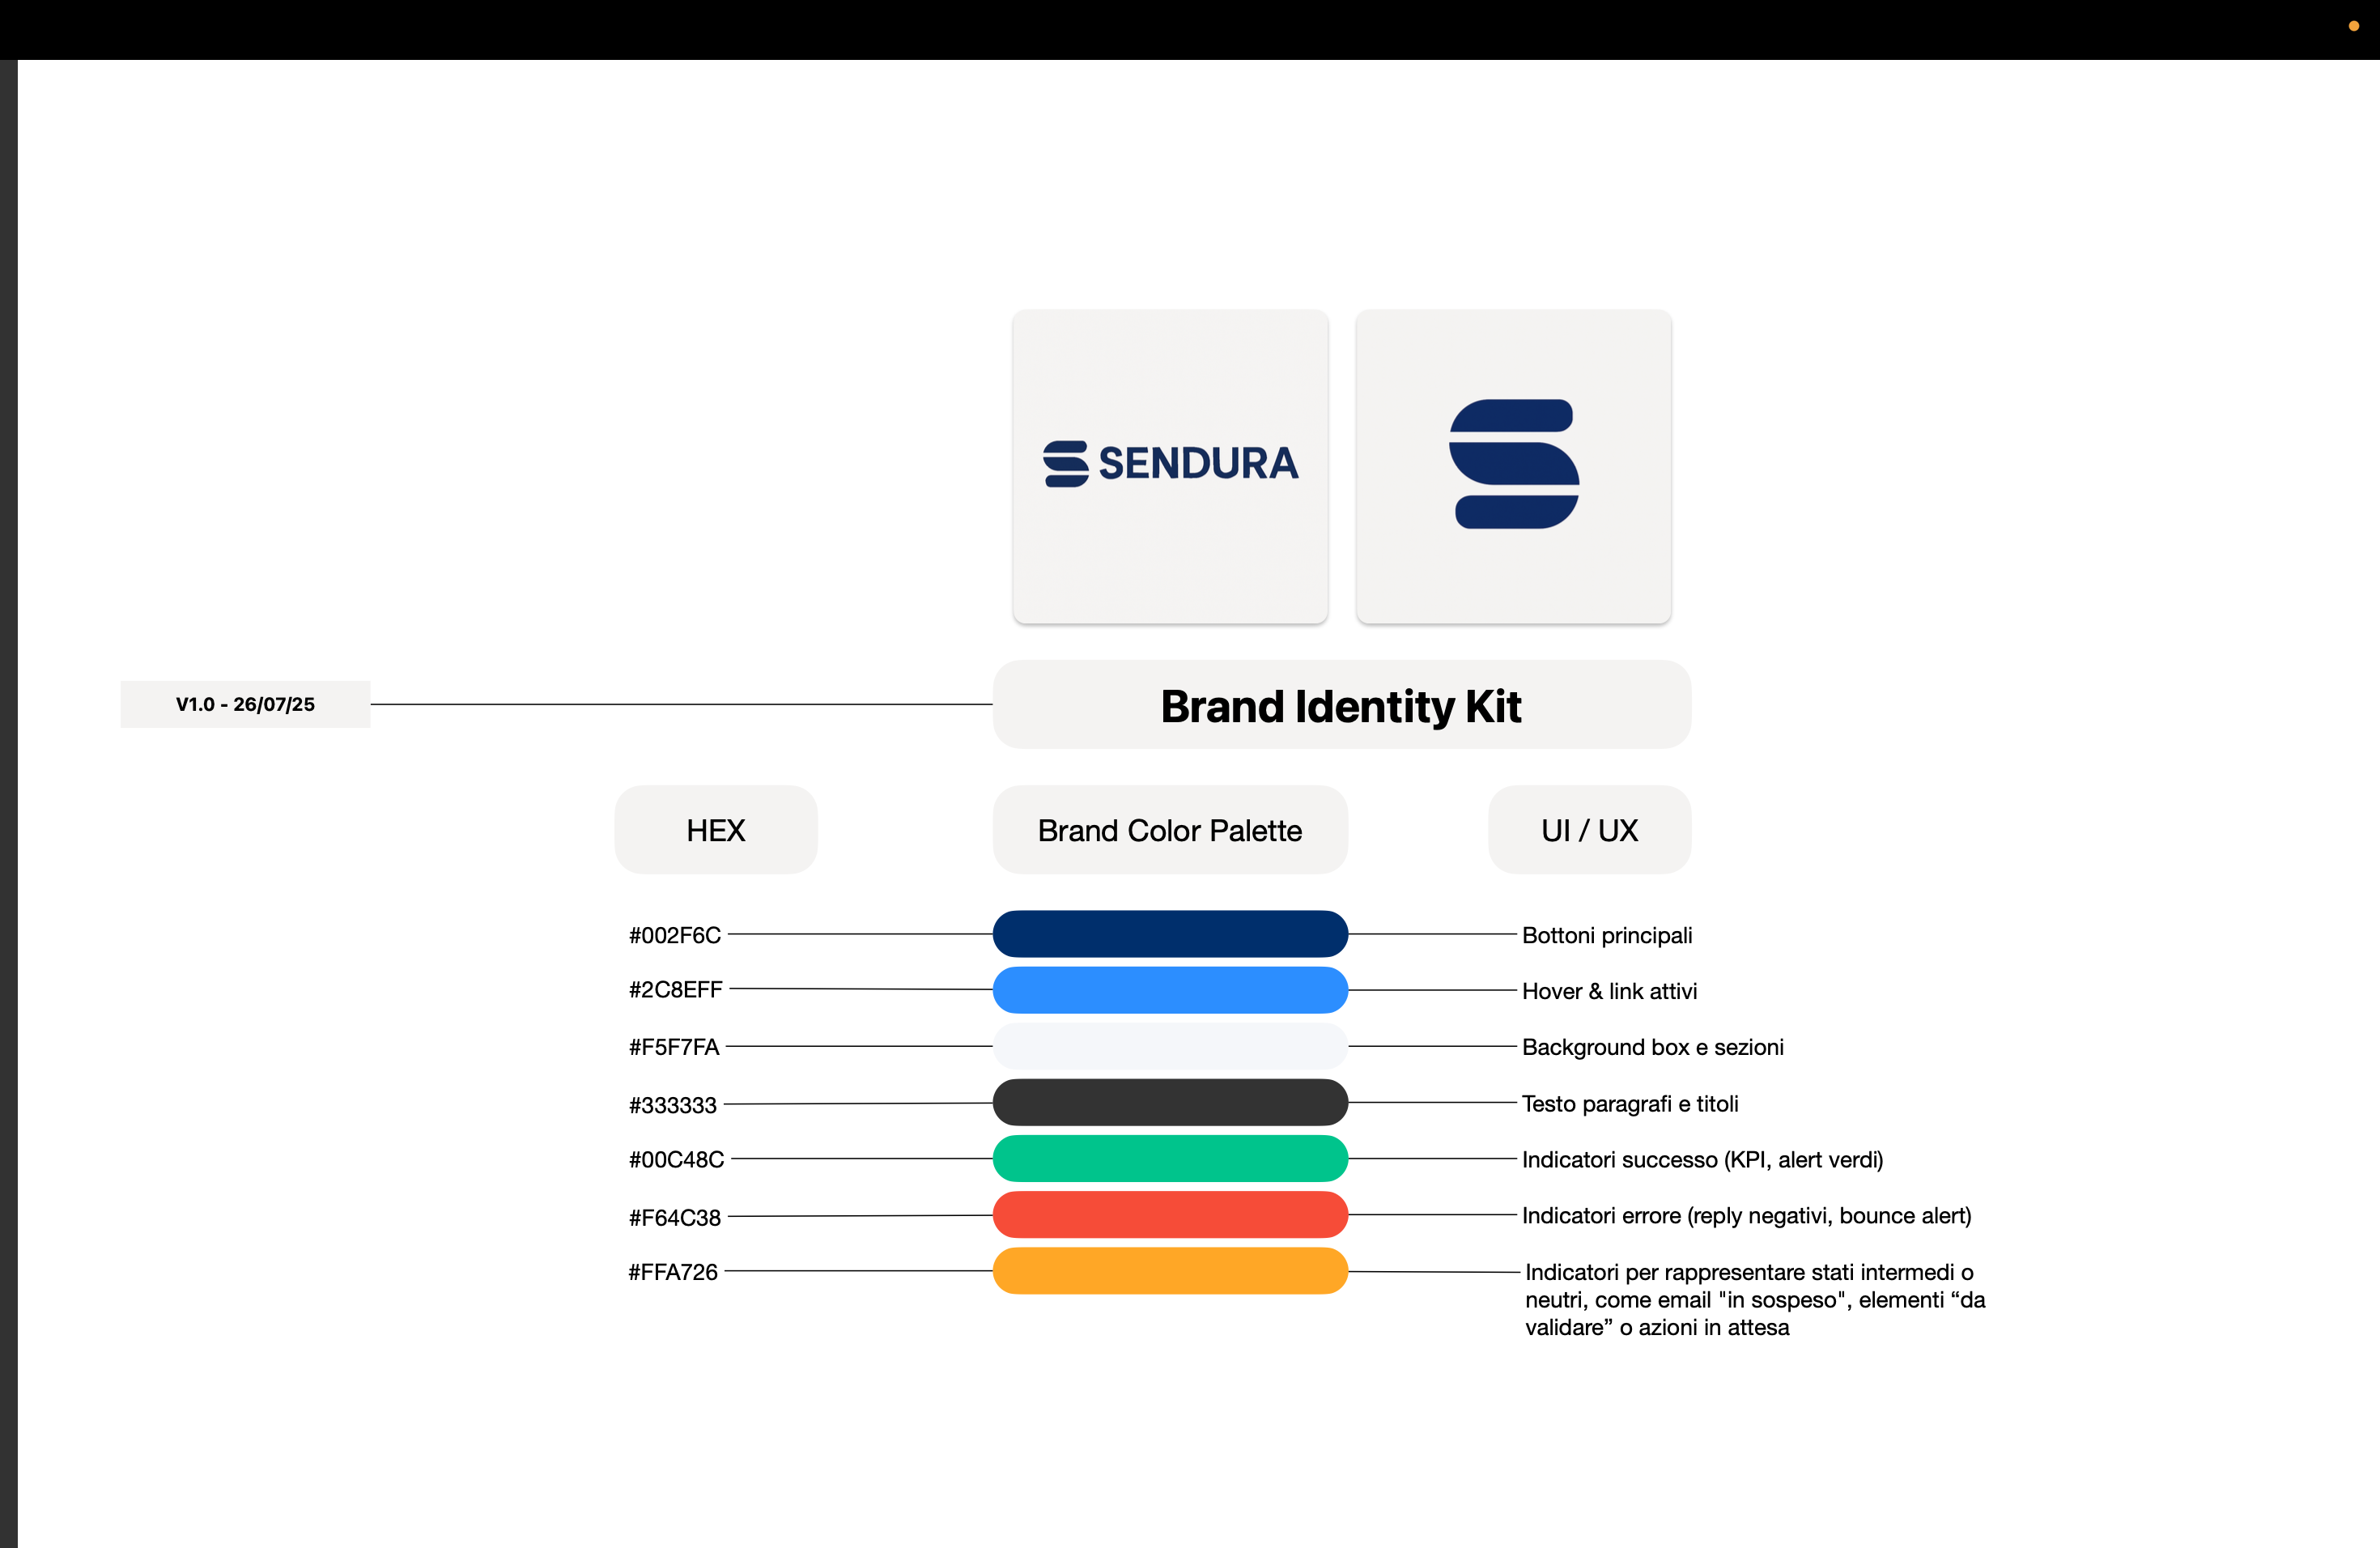 SENDURA
V1.0 - 26/07/25
Brand Identity Kit
HEX
Brand Color Palette
UI / UX
#002F6C
Bottoni principali
#2C8EFF
Hover & link attivi
#F5F7FA
Background box e sezioni
#333333
Testo paragrafi e titoli
#00C48C
Indicatori successo (KPI, alert verdi)
#F64C38
Indicatori errore (reply negativi, bounce alert)
#FFA726
Indicatori per rappresentare stati intermedi o
neutri, come email "in sospeso", elementi “da
validare” o azioni in attesa